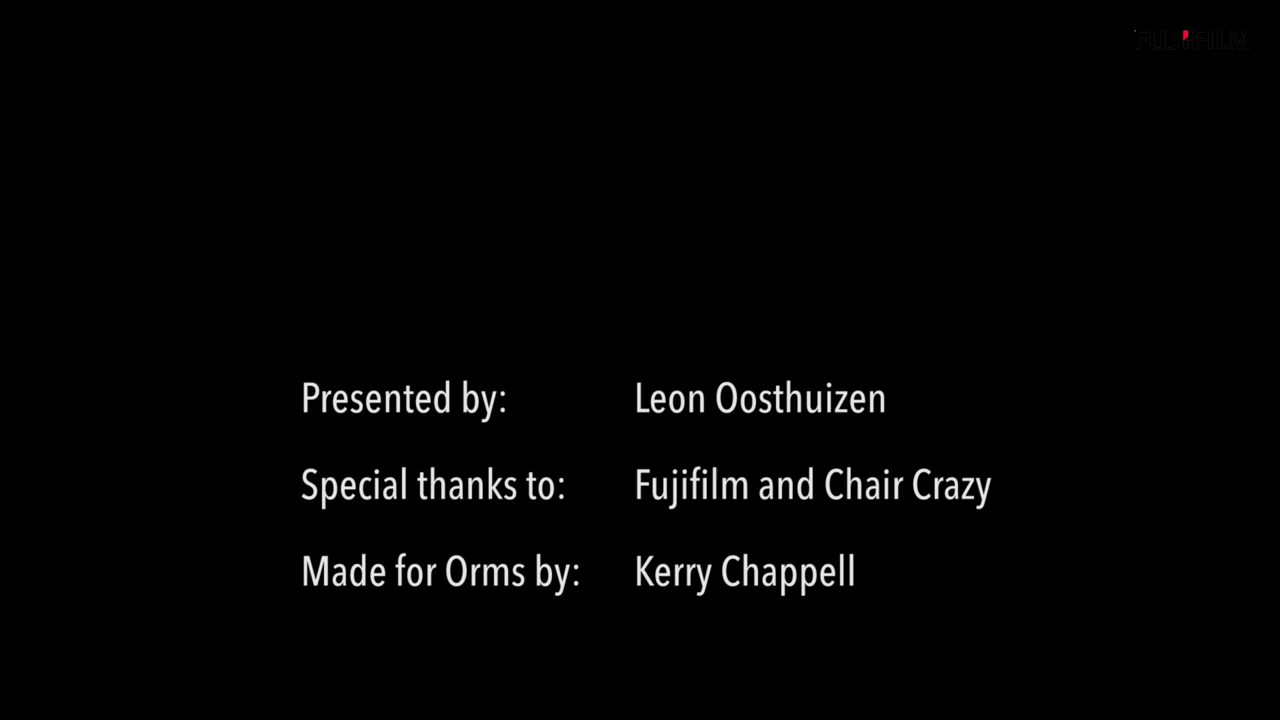 FUJIFILM
Presented by: Leon Oosthuizen
Special thanks to: Fujifilm and Chair Crazy
Made for Orms by: Kerry Chappell